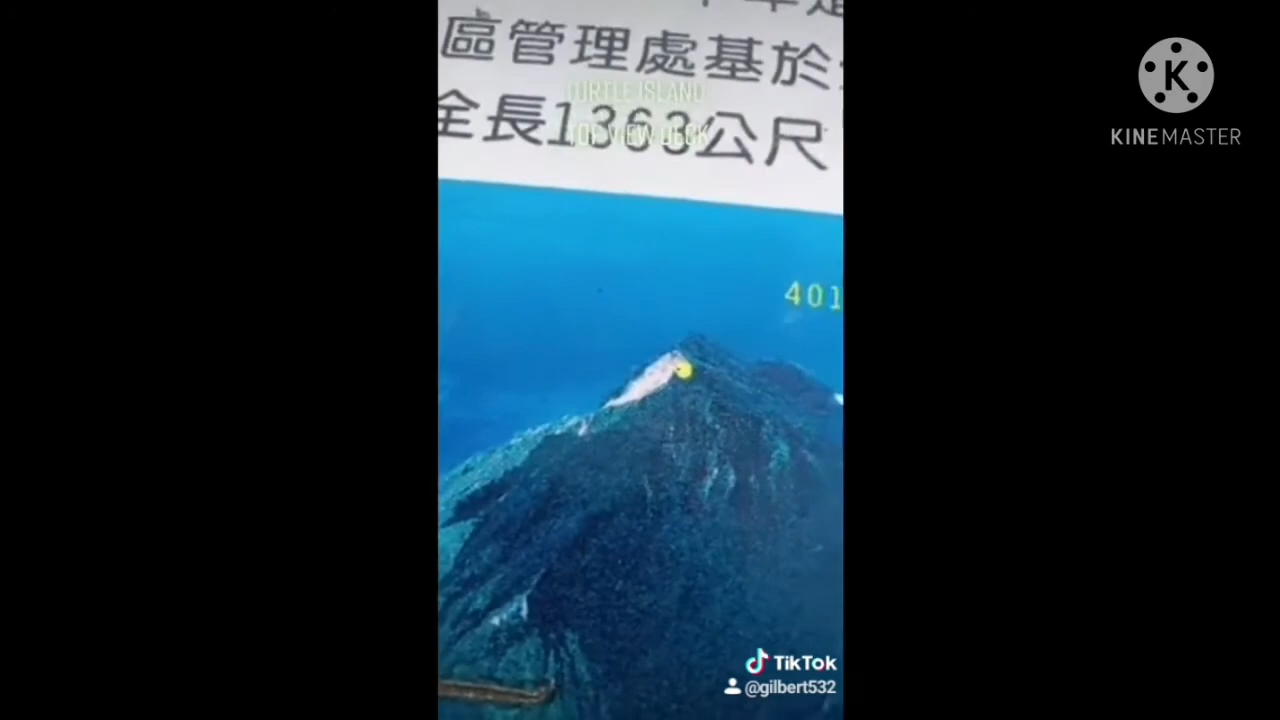 區管理處基於
全長1363公尺
TURTLE ISLAND
TOP VIEW DECK
401
K
KINEMASTER
TikTok
@gilbert532